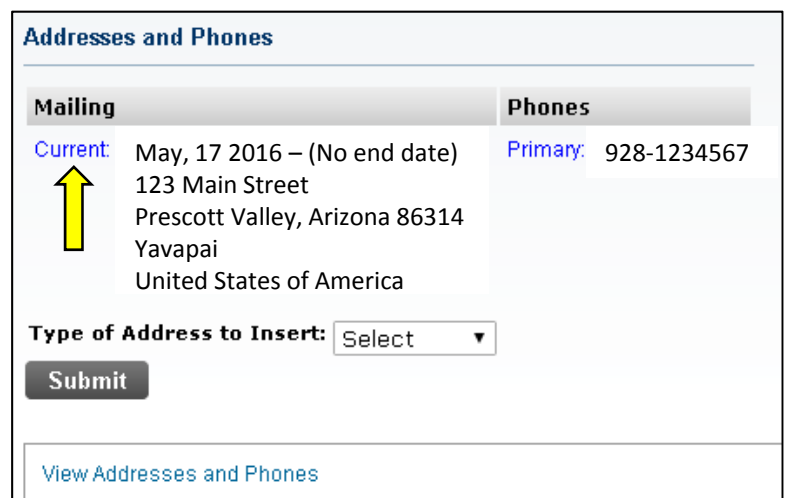 Addresses and Phones
Mailing Phones
Current: May, 17 2016 – (No end date) Primary: 928-1234567
123 Main Street
Prescott Valley, Arizona 86314
Yavapai
United States of America
Type of Address to Insert: Select
Submit
View Addresses and Phones